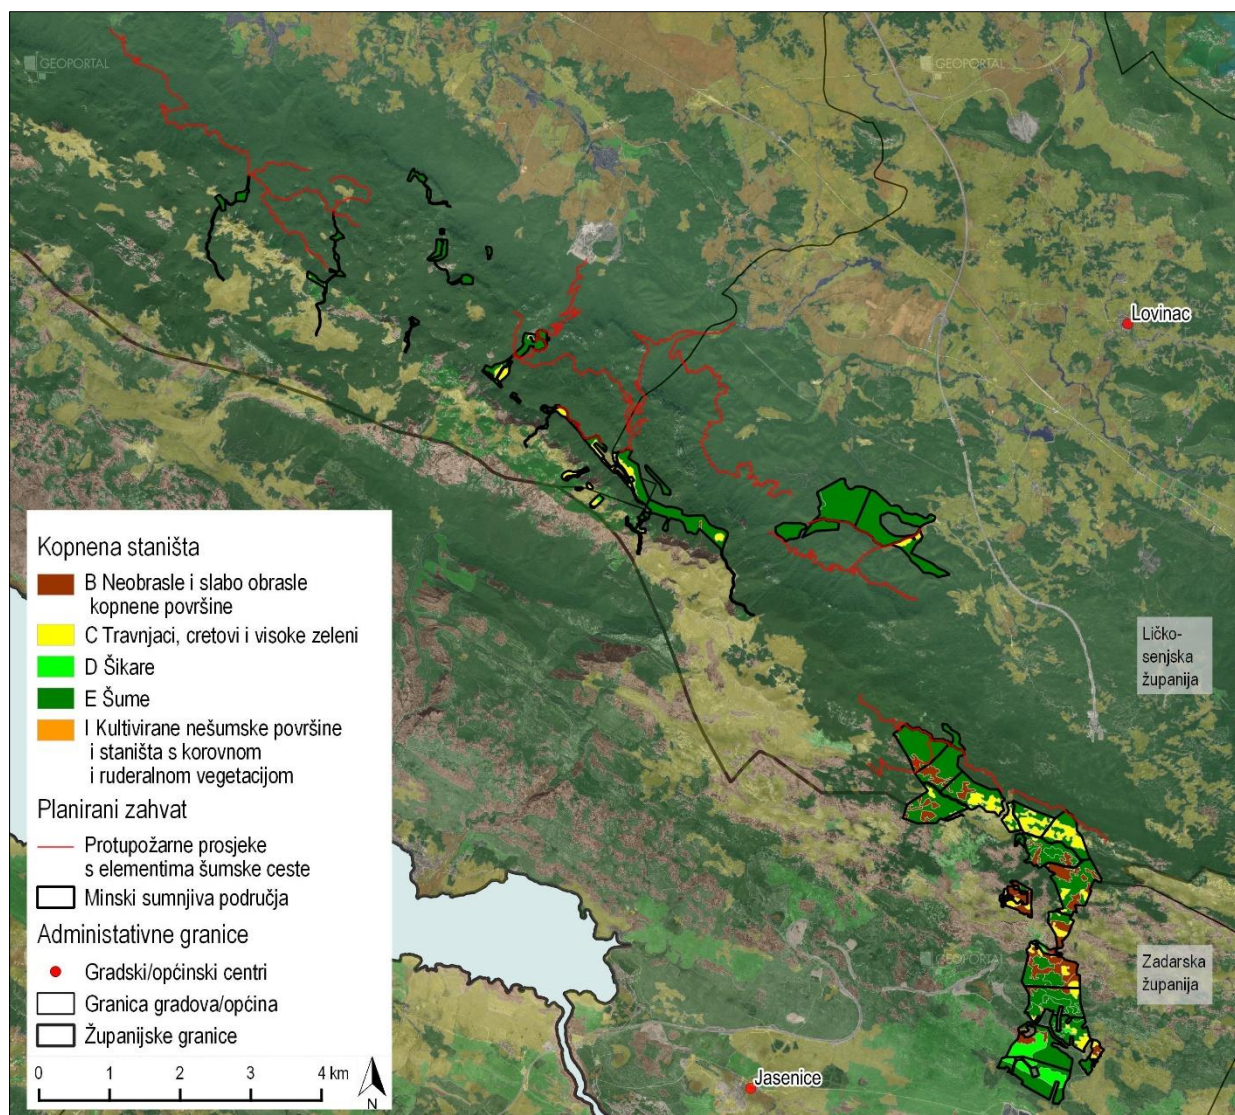 GEOPORTAL
GEOPORTAL
Lovinac
Ličko-
senjska
županija
Kopnena staništa
B Neobrasle i slabo obrasle
kopnene površine
C Travnjaci, cretovi i visoke zeleni
D Šikare
E Šume
I Kultivirane nešumske površine
i staništa s korovnom
i ruderalnom vegetacijom
Planirani zahvat
Protupožarne prosjeke
s elementima šumske ceste
Minski sumnjiva područja
Administativne granice
Gradski/općinski centri
Granica gradova/općina
Županijske granice
0 1 2 3 4 km
N
GEOPORTAL
Zadarska
županija
Jasenice